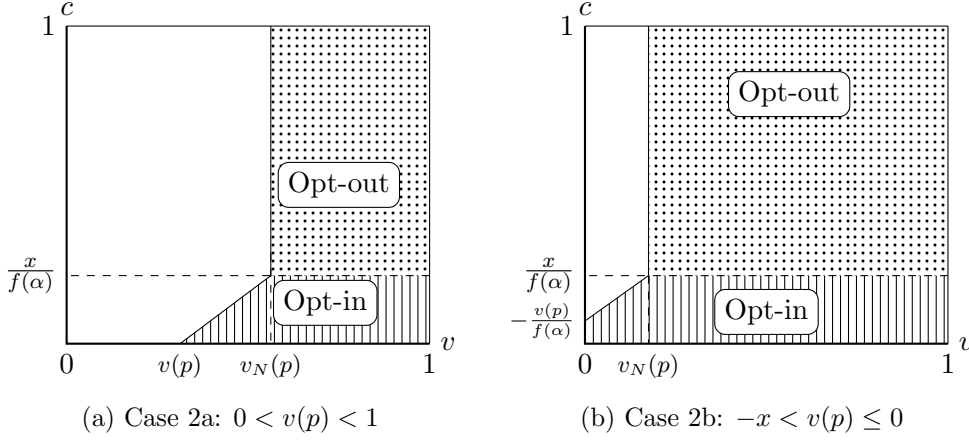 1
c
Opt-out
x/f(α)
Opt-in
0
v(p)
v_N(p)
1
v
(a) Case 2a: 0 < v(p) < 1
1
c
Opt-out
x/f(α)
−v(p)/f(α)
Opt-in
0
v_N(p)
1
v
(b) Case 2b: −x < v(p) ≤ 0